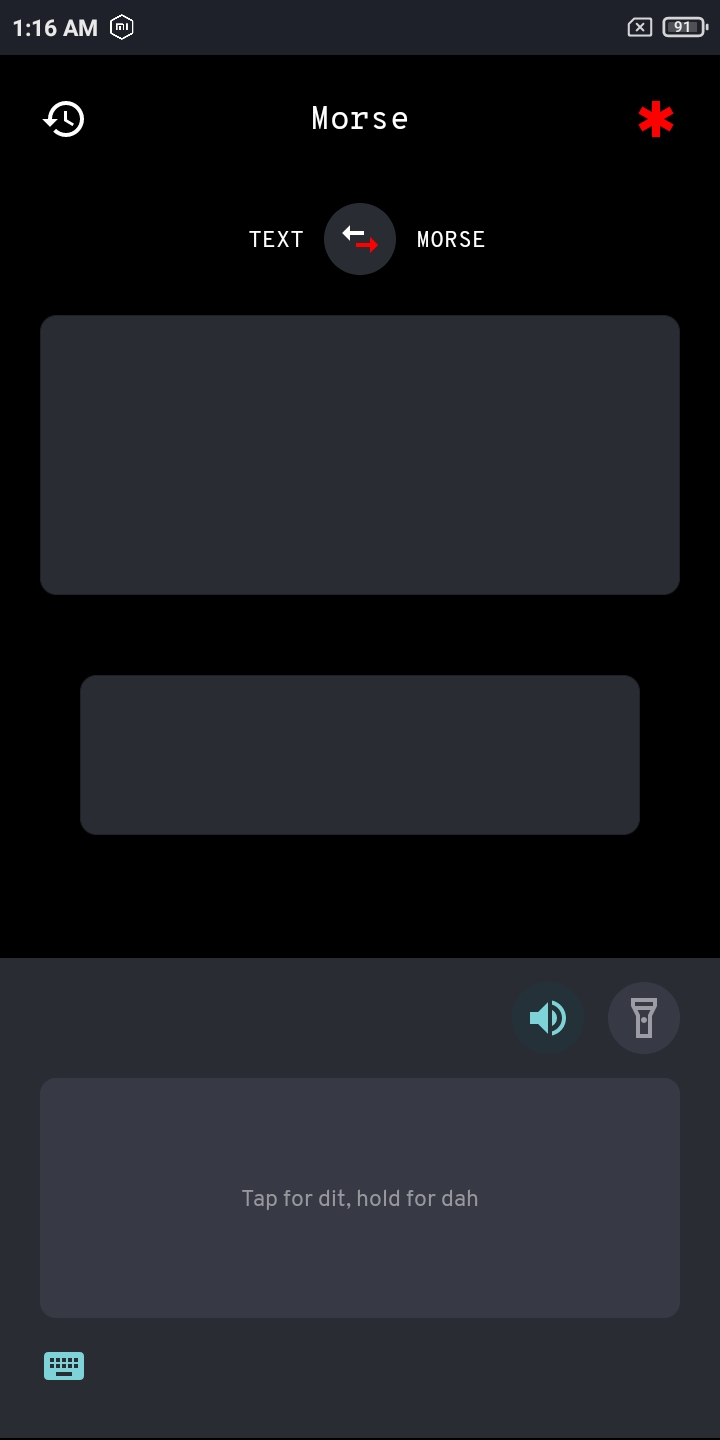 1:16 AM
91
Morse
TEXT
MORSE
Tap for dit, hold for dah